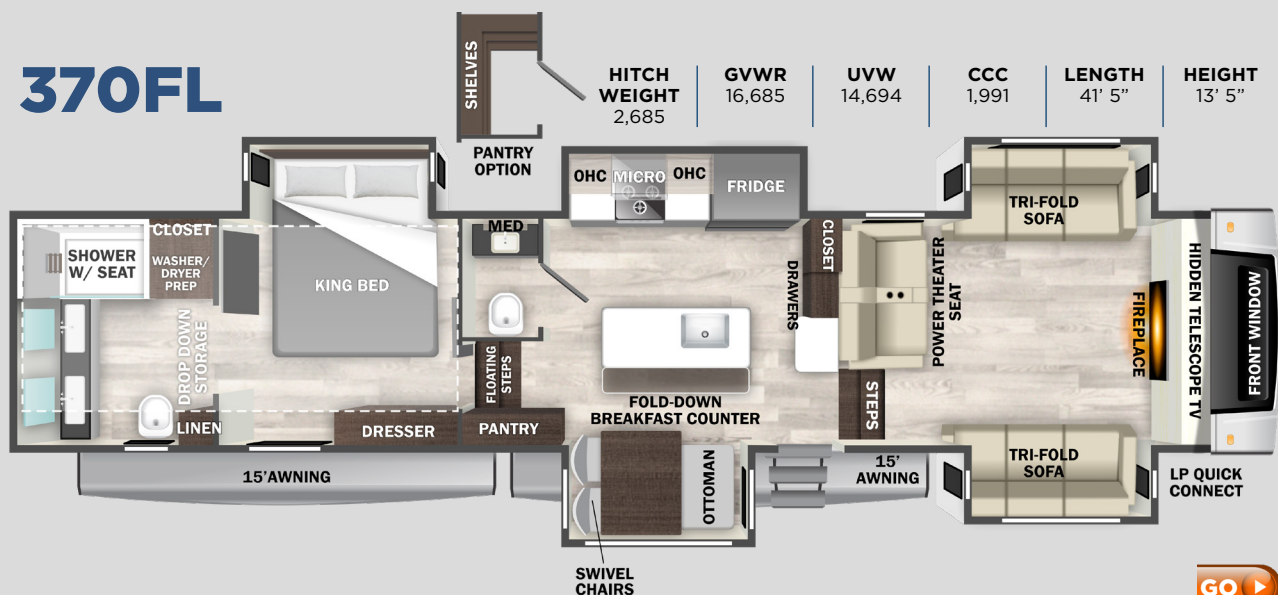 370FL
SHELVES
PANTRY
OPTION
HITCH
WEIGHT
2,685
GVWR
16,685
UVW
14,694
CCC
1,991
LENGTH
41’ 5”
HEIGHT
13’ 5”
SHOWER
W/ SEAT
CLOSET
WASHER/
DRYER
PREP
DROP DOWN
STORAGE
LINEN
KING BED
DRESSER
15’AWNING
MED
FLOATING
STEPS
PANTRY
OHC
MICRO
OHC
FRIDGE
FOLD-DOWN
BREAKFAST COUNTER
OTTOMAN
SWIVEL
CHAIRS
CLOSET
DRAWERS
STEPS
15’
AWNING
POWER THEATER
SEAT
TRI-FOLD
SOFA
TRI-FOLD
SOFA
FIREPLACE
HIDDEN TELESCOPE TV
FRONT WINDOW
LP QUICK
CONNECT
GO